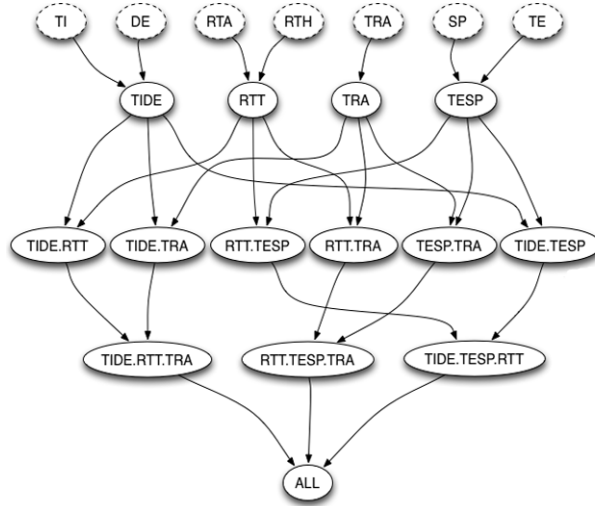 TI DE RTA RTH TRA SP TE
TIDE RTT TRA TESP
TIDE.RTT TIDE.TRA RTT.TESP RTT.TRA TESP.TRA TIDE.TESP
TIDE.RTT.TRA RTT.TESP.TRA TIDE.TESP.RTT
ALL